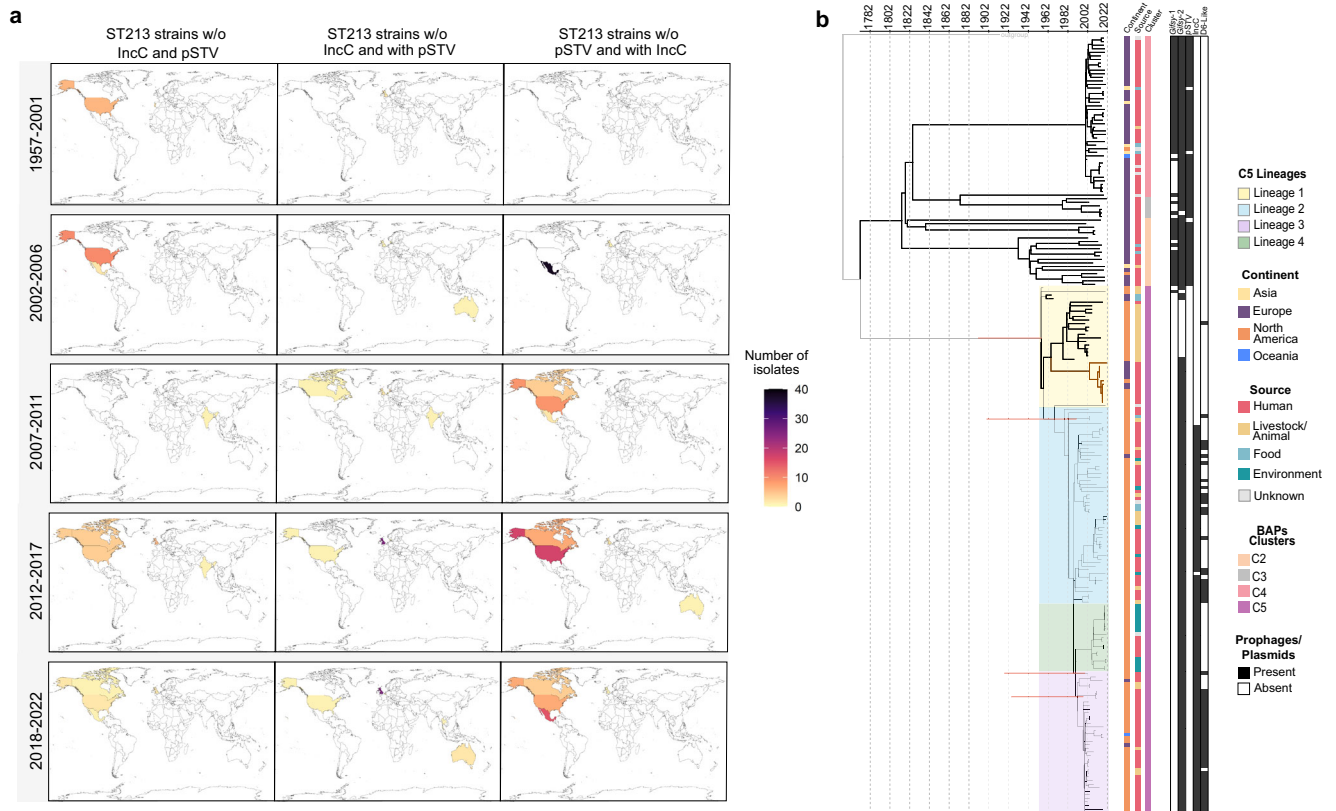 a
ST213 strains w/o
IncC and pSTV
ST213 strains w/o
IncC and with pSTV
ST213 strains w/o
pSTV and with IncC
1957-2001
2002-2006
2007-2011
2012-2017
2018-2022
Number of
isolates
40
30
20
10
0
b
1782
1802
1822
1842
1862
1882
1902
1922
1942
1962
1982
2002
2022
Continent
Source
Cluster
Gifsy-1
Gifsy-2
pSTV
IncC
D6-Like
C5 Lineages
Lineage 1
Lineage 2
Lineage 3
Lineage 4
Continent
Asia
Europe
North
America
Oceania
Source
Human
Livestock/
Animal
Food
Environment
Unknown
BAPs
Clusters
C2
C3
C4
C5
Prophages/
Plasmids
Present
Absent